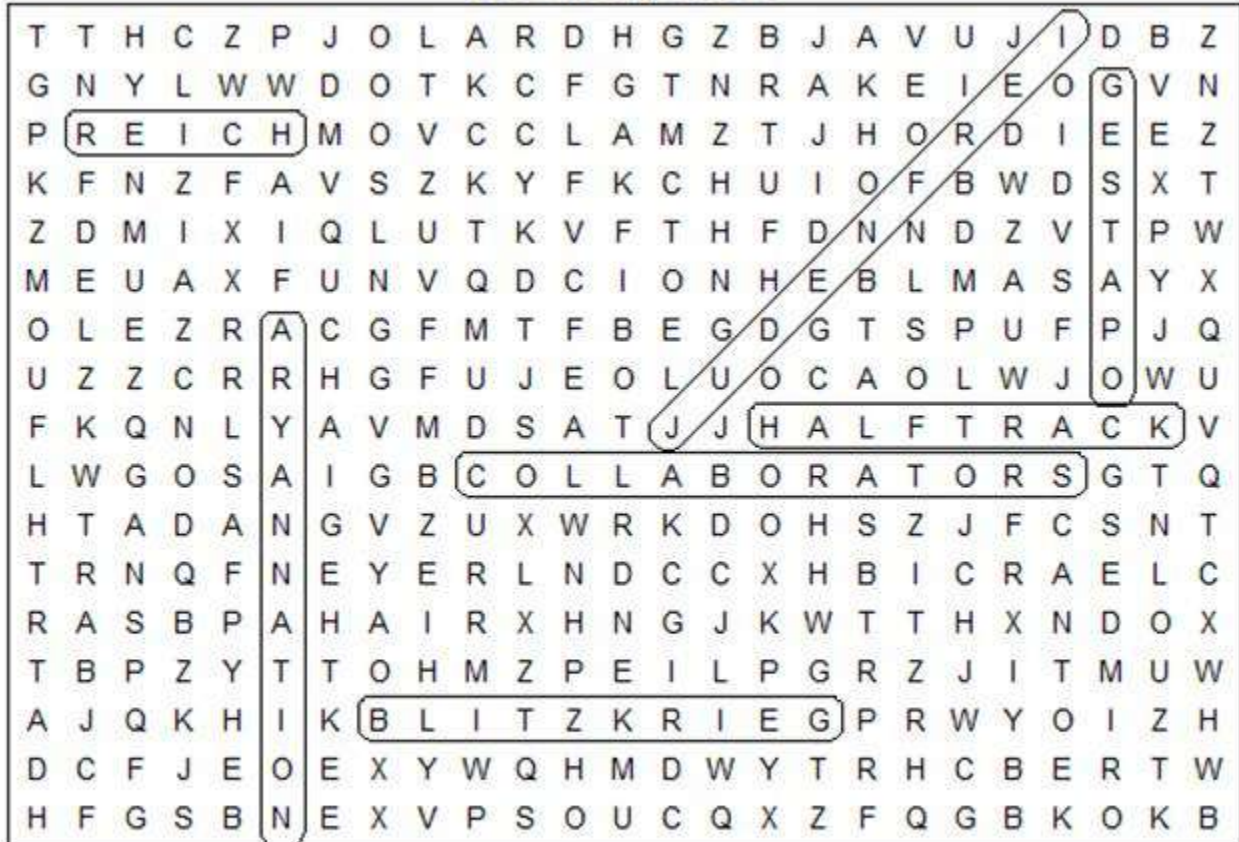 T T H C Z P J O L A R D H G Z B J A V U J I D B Z
G N Y L W W D O T K C F G T N R A K E I E O G V N
P R E I C H M O V C C L A M Z T J H O R D I E E Z
K F N Z F A V S Z K Y F K C H U I O F B W D S X T
Z D M I X I Q L U T K V F T H F D N N D Z V T P W
M E U A X F U N V Q D C I O N H E B L M A S A Y X
O L E Z R A C G F M T F B E G D G T S P U F P J Q
U Z Z C R R H G F U J E O L U O C A O L W J O W U
F K Q N L Y A V M D S A T J J H A L F T R A C K V
L W G O S A I G B C O L L A B O R A T O R S G T Q
H T A D A N G V Z U X W R K D O H S Z J F C S N T
T R N Q F N E Y E R L N D C C X H B I C R A E L C
R A S B P A H A I R X H N G J K W T T H X N D O X
T B P Z Y T T O H M Z P E I L P G R Z J I T M U W
A J Q K H I K B L I T Z K R I E G P R W Y O I Z H
D C F J E O E X Y W Q H M D W Y T R H C B E R T W
H F G S B N E X V P S O U C Q X Z F Q G B K O K B